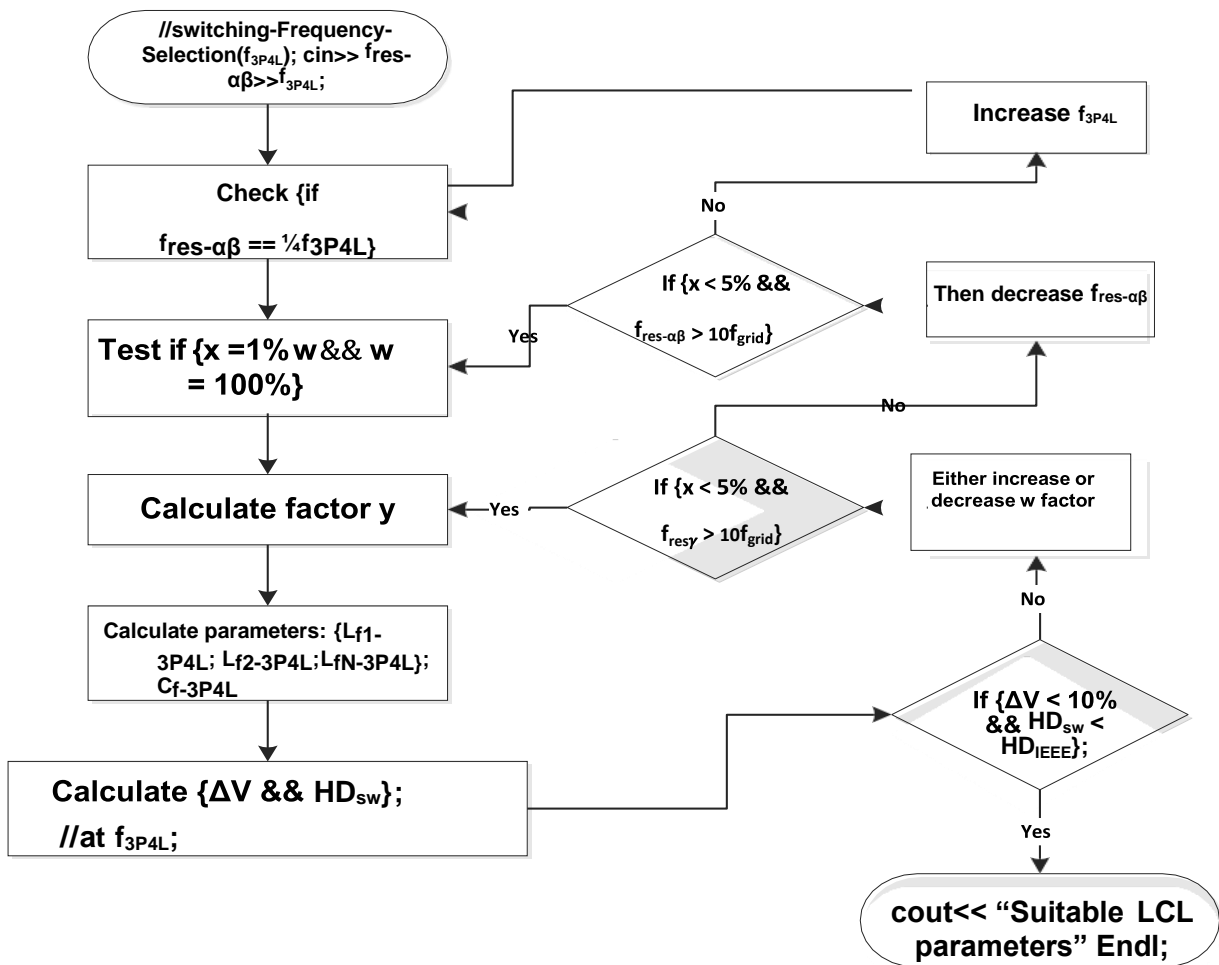 //switching-Frequency-
Selection(f3P4L); cin>> fres-
αβ>>f3P4L;
Check {if
fres-αβ == ¼f3P4L}
Test if {x =1% w && w
= 100%}
Calculate factor y
Calculate parameters: {Lf1-
3P4L; Lf2-3P4L;LfN-3P4L};
Cf-3P4L
Calculate {ΔV && HDsw};
//at f3P4L;
Increase f3P4L
No
If {x < 5% &&
fres-αβ > 10fgrid}
Yes
Then decrease fres-αβ
No
If {x < 5% &&
fresγ > 10fgrid}
Yes
Either increase or
decrease w factor
No
If {ΔV < 10%
&& HDsw <
HDIEEE};
Yes
cout<< “Suitable LCL
parameters” Endl;